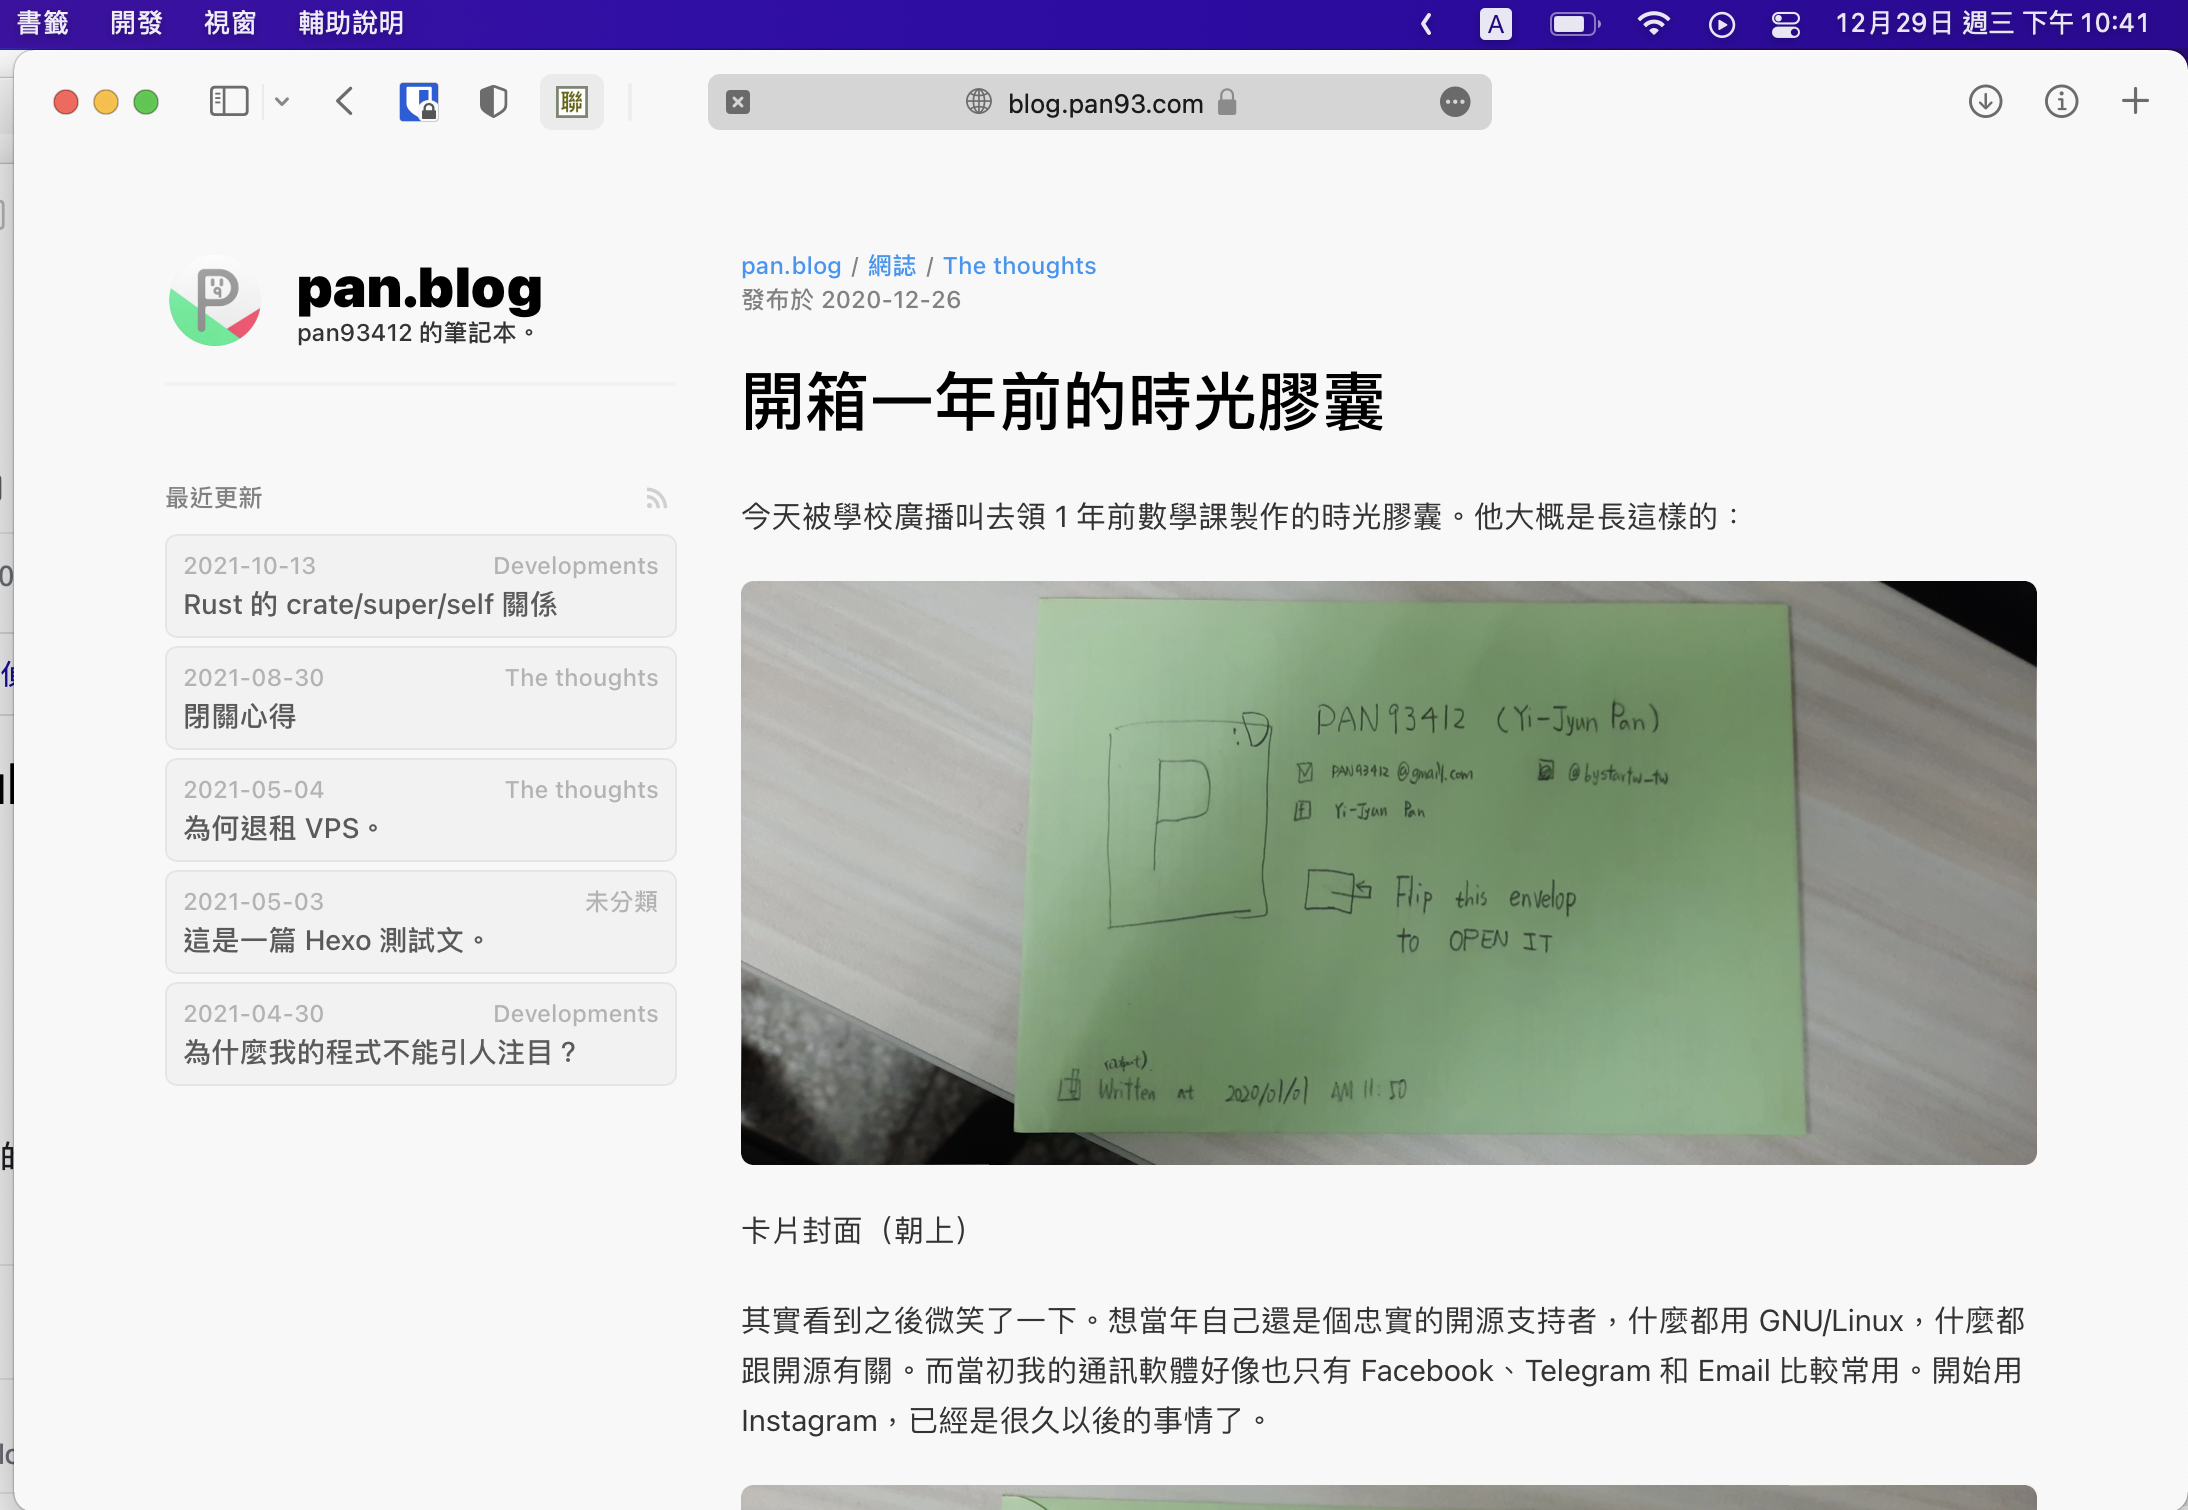 書籤 開發 視窗 輔助說明 A 12月29日 週三 下午10:41
聯 blog.pan93.com
pan.blog
pan93412 的筆記本。
最近更新
2021-10-13 Developments
Rust 的 crate/super/self 關係
2021-08-30 The thoughts
閉關心得
2021-05-04 The thoughts
為何退租 VPS。
2021-05-03 未分類
這是一篇 Hexo 測試文。
2021-04-30 Developments
為什麼我的程式不能引人注目？
pan.blog / 網誌 / The thoughts
發布於 2020-12-26
開箱一年前的時光膠囊
今天被學校廣播叫去領 1 年前數學課製作的時光膠囊。他大概是長這樣的：
:D
P
PAN93412 (Yi-Jyun Pan)
PAN93412@gmail.com @bystartw_tw
Yi-Jyun Pan
Flip this envelop
to OPEN IT
Written at 2020/01/01 AM 11:50
卡片封面（朝上）
其實看到之後微笑了一下。想當年自己還是個忠實的開源支持者，什麼都用 GNU/Linux，什麼都
跟開源有關。而當初我的通訊軟體好像也只有 Facebook、Telegram 和 Email 比較常用。開始用
Instagram，已經是很久以後的事情了。